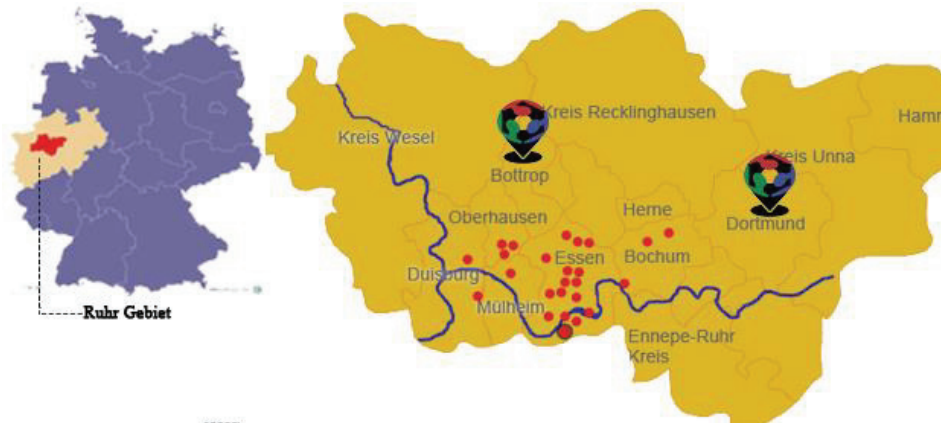 Ruhr Gebiet
Kreis Recklinghausen
Hamm
Kreis Wesel
Kreis Unna
Bottrop
Oberhausen
Herne
Dortmund
Essen
Bochum
Duisburg
Mülheim
Ennepe-Ruhr
Kreis